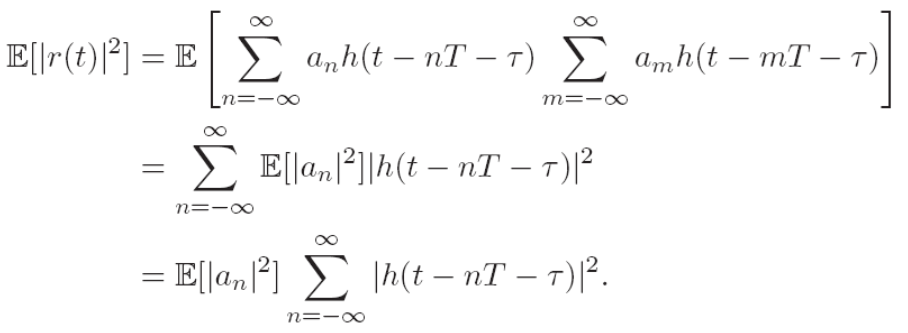 𝔼[|r(t)|²] = 𝔼 [ ∑_{n=−∞}^{∞} a_n h(t − nT − τ) ∑_{m=−∞}^{∞} a_m h(t − mT − τ) ]
= ∑_{n=−∞}^{∞} 𝔼[|a_n|²]|h(t − nT − τ)|²
= 𝔼[|a_n|²] ∑_{n=−∞}^{∞} |h(t − nT − τ)|².